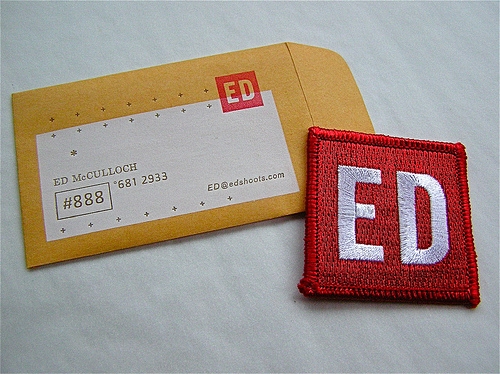 ED
*
ED McCULLOCH
#888 *681 2933
ED@edshoots.com
ED